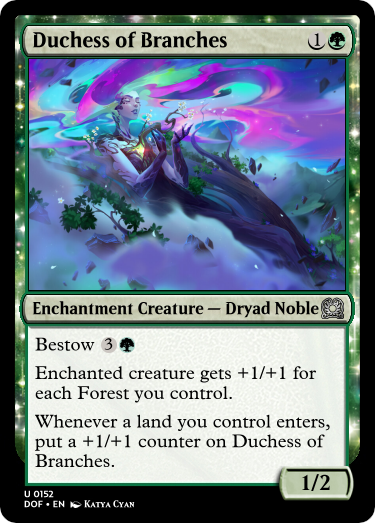 Duchess of Branches 1
Enchantment Creature — Dryad Noble
Bestow 3
Enchanted creature gets +1/+1 for
each Forest you control.
Whenever a land you control enters,
put a +1/+1 counter on Duchess of
Branches.
1/2
U 0152
DOF • EN Katya Cyan